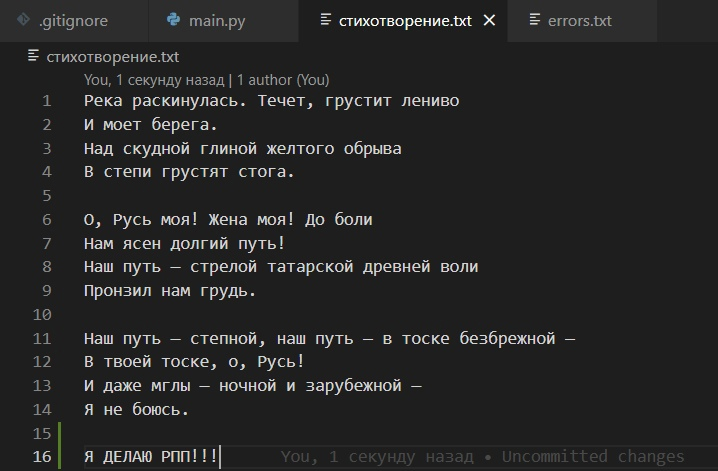 .gitignore main.py стихотворение.txt × errors.txt
стихотворение.txt
You, 1 секунду назад | 1 author (You)
1 Река раскинулась. Течет, грустит лениво
2 И моет берега.
3 Над скудной глиной желтого обрыва
4 В степи грустят стога.
5
6 О, Русь моя! Жена моя! До боли
7 Нам ясен долгий путь!
8 Наш путь — стрелой татарской древней воли
9 Пронзил нам грудь.
10
11 Наш путь — степной, наш путь — в тоске безбрежной —
12 В твоей тоске, о, Русь!
13 И даже мглы — ночной и зарубежной —
14 Я не боюсь.
15
16 Я ДЕЛАЮ РПП!!! You, 1 секунду назад • Uncommitted changes